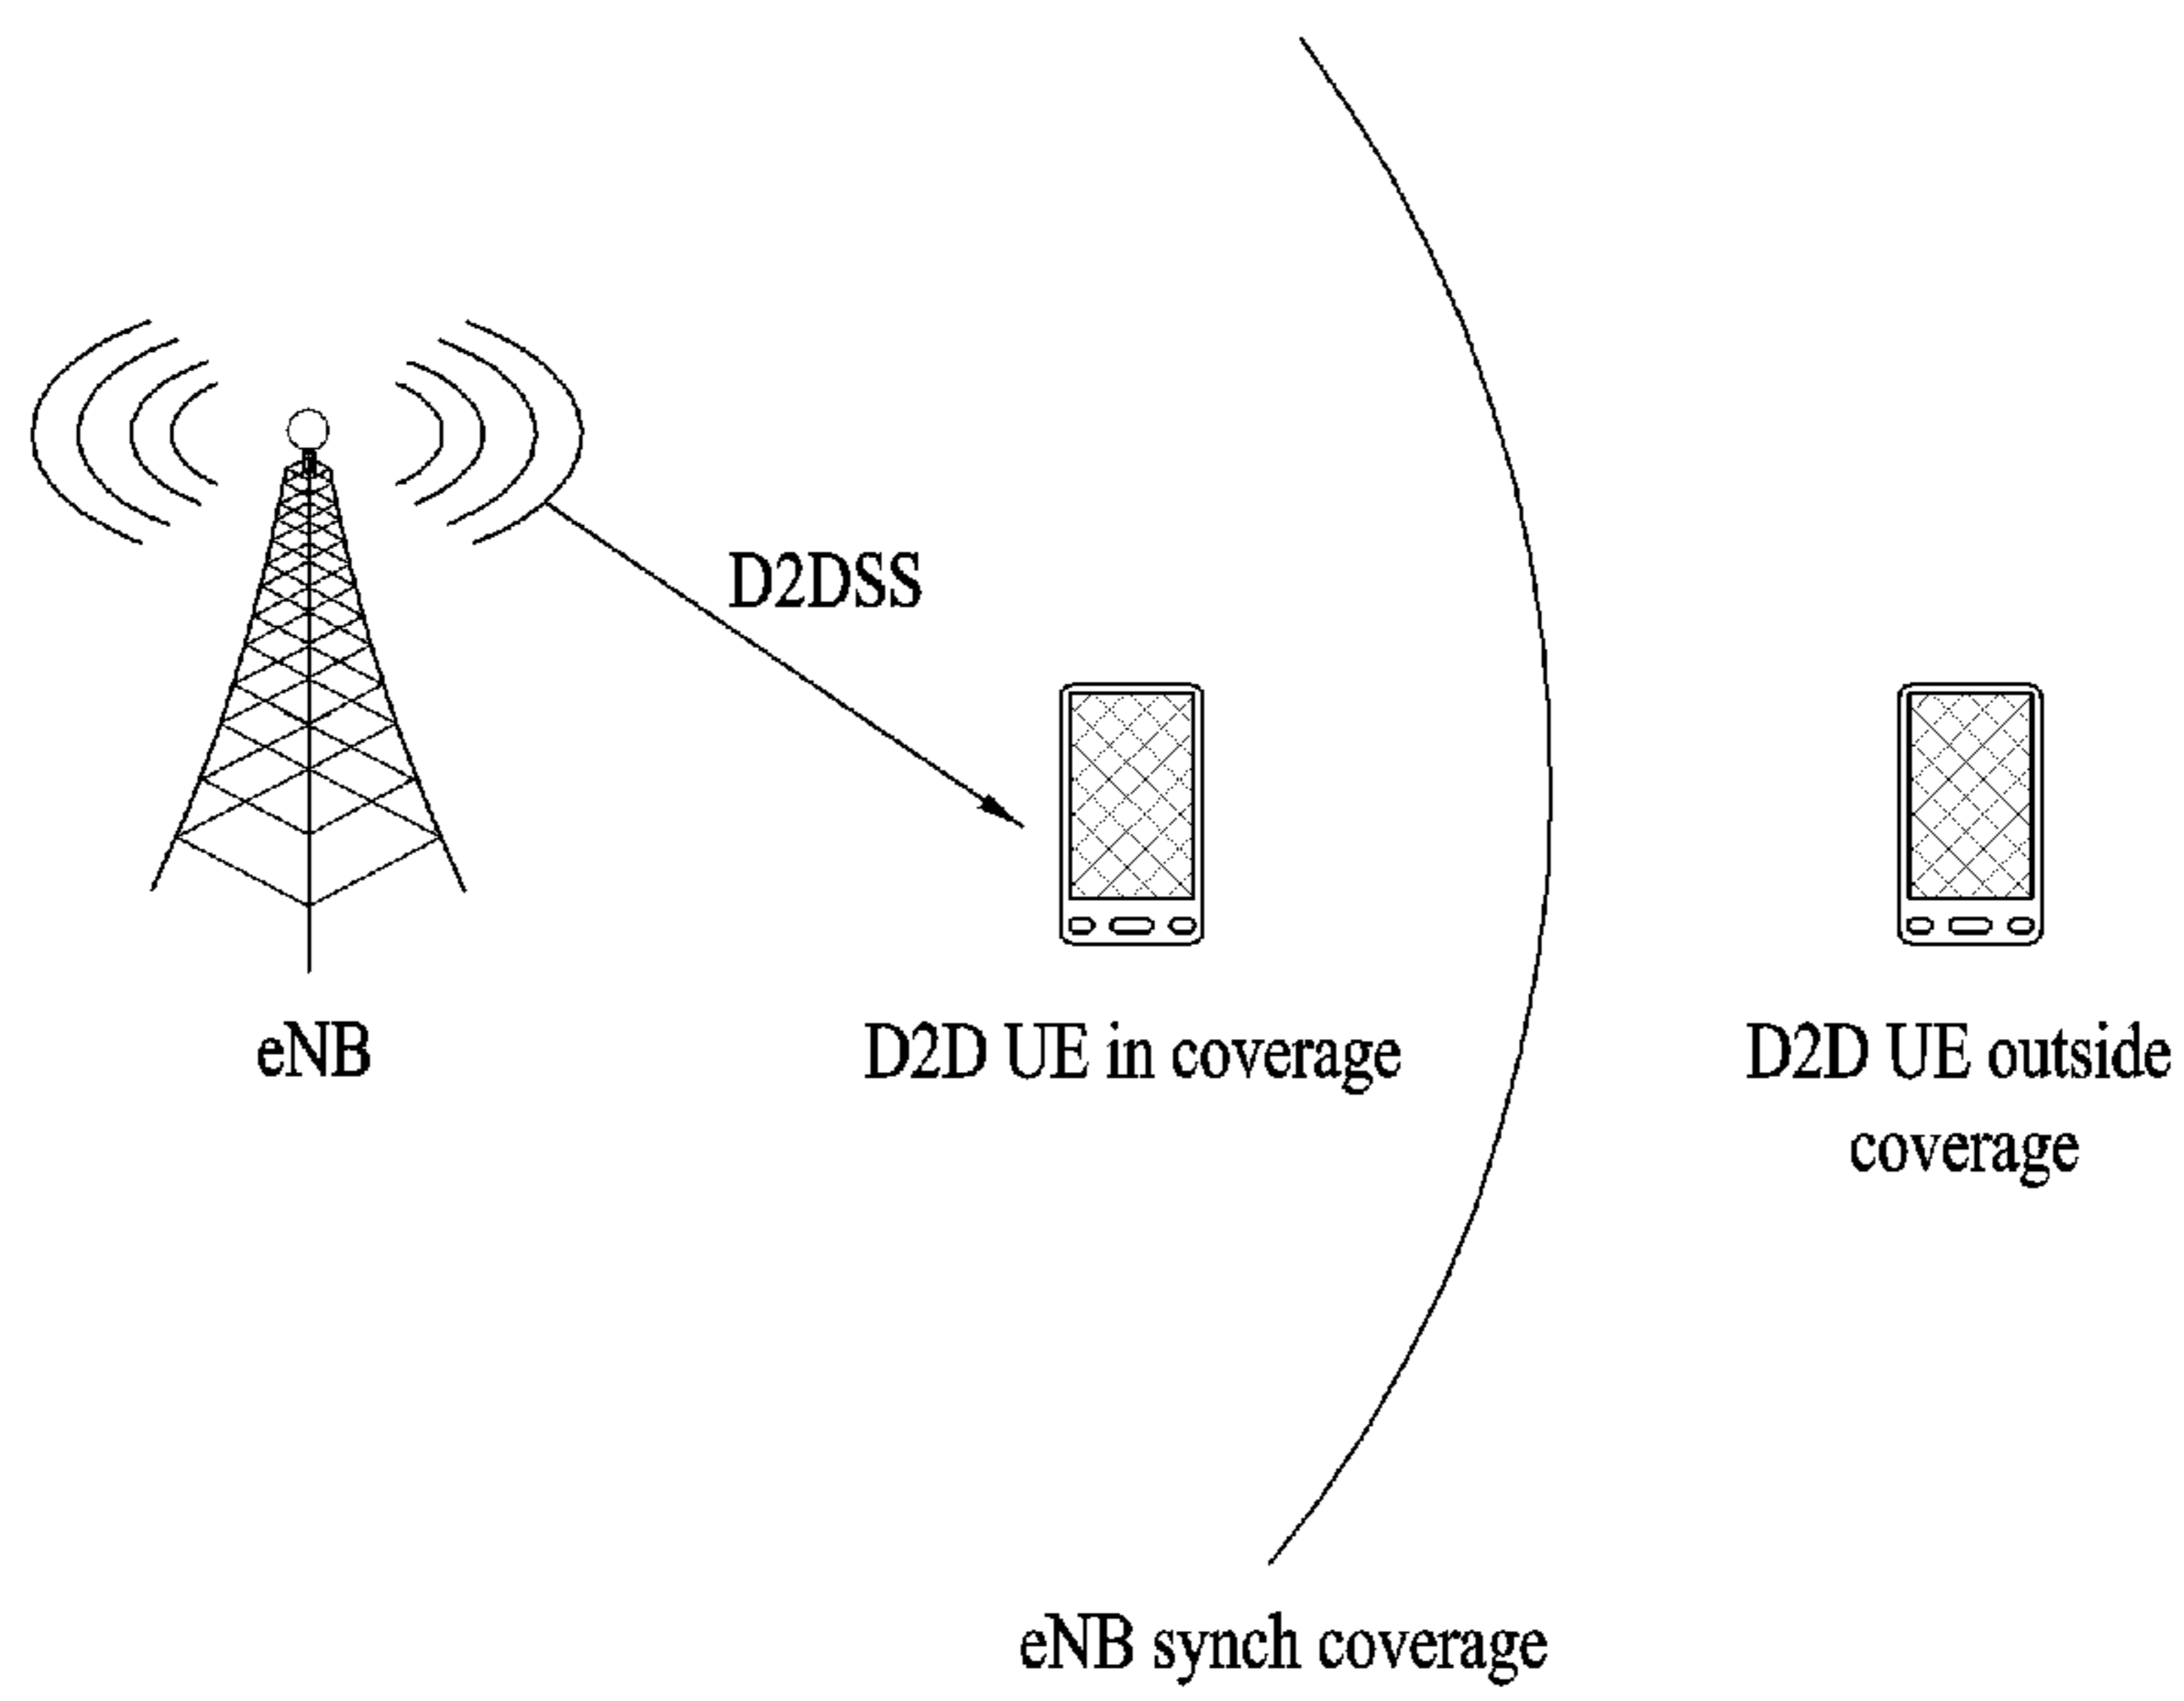 D2DSS
eNB
D2D UE in coverage
D2D UE outside
coverage
eNB synch coverage